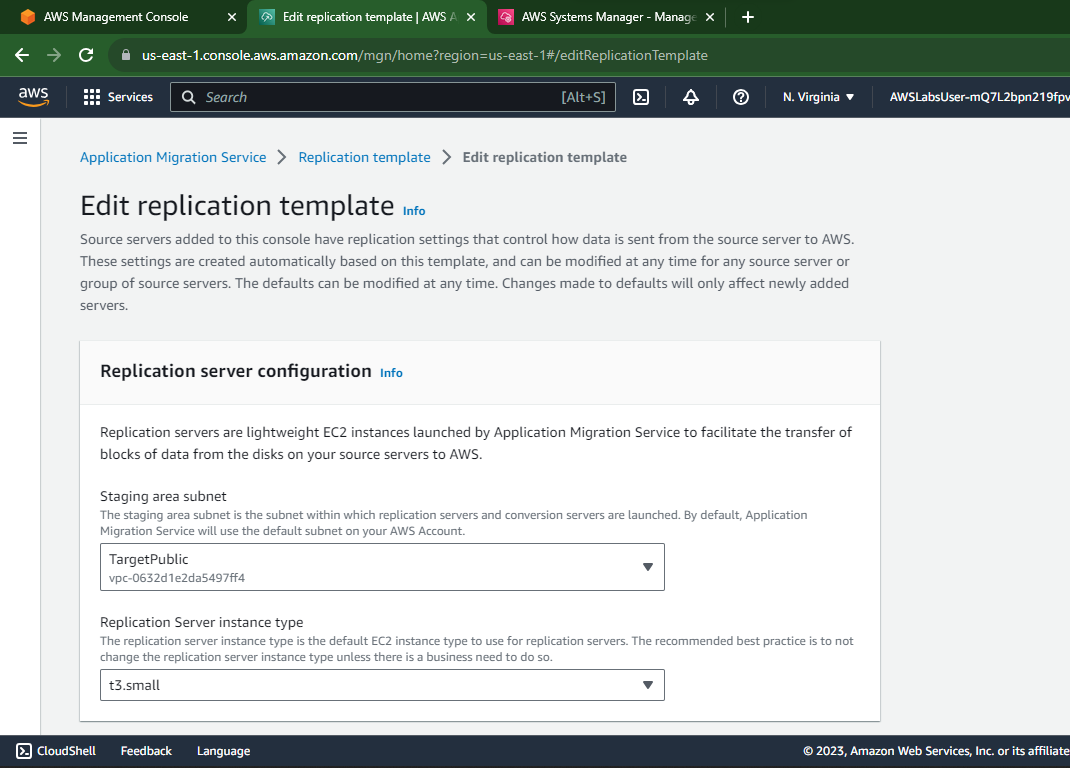 AWS Management Console
Edit replication template | AWS A
AWS Systems Manager - Manage
us-east-1.console.aws.amazon.com/mgn/home?region=us-east-1#/editReplicationTemplate
aws
Services
Search
[Alt+S]
N. Virginia
AWSLabsUser-mQ7L2bpn219fpv
Application Migration Service
Replication template
Edit replication template
Edit replication template Info
Source servers added to this console have replication settings that control how data is sent from the source server to AWS.
These settings are created automatically based on this template, and can be modified at any time for any source server or
group of source servers. The defaults can be modified at any time. Changes made to defaults will only affect newly added
servers.
Replication server configuration Info
Replication servers are lightweight EC2 instances launched by Application Migration Service to facilitate the transfer of
blocks of data from the disks on your source servers to AWS.
Staging area subnet
The staging area subnet is the subnet within which replication servers and conversion servers are launched. By default, Application
Migration Service will use the default subnet on your AWS Account.
TargetPublic
vpc-0632d1e2da5497ff4
Replication Server instance type
The replication server instance type is the default EC2 instance type to use for replication servers. The recommended best practice is to not
change the replication server instance type unless there is a business need to do so.
t3.small
CloudShell
Feedback
Language
© 2023, Amazon Web Services, Inc. or its affiliate